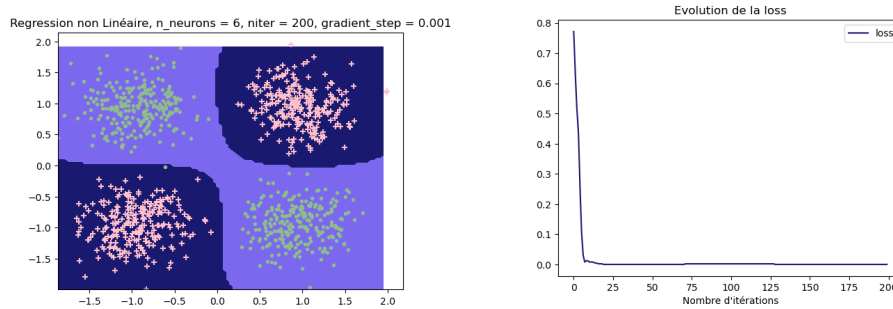 Regression non Linéaire, n_neurons = 6, niter = 200, gradient_step = 0.001
2.0
1.5
1.0
0.5
0.0
−0.5
−1.0
−1.5
−1.5 −1.0 −0.5 0.0 0.5 1.0 1.5 2.0
Evolution de la loss
loss
0.8
0.7
0.6
0.5
0.4
0.3
0.2
0.1
0.0
0 25 50 75 100 125 150 175 200
Nombre d'itérations